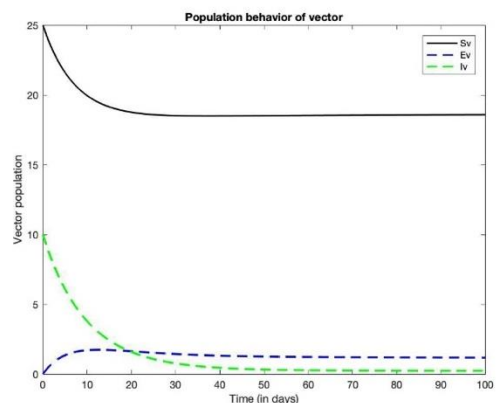 Population behavior of vector
Sv
Ev
Iv
Vector population
25
20
15
10
5
0
0 10 20 30 40 50 60 70 80 90 100
Time (in days)